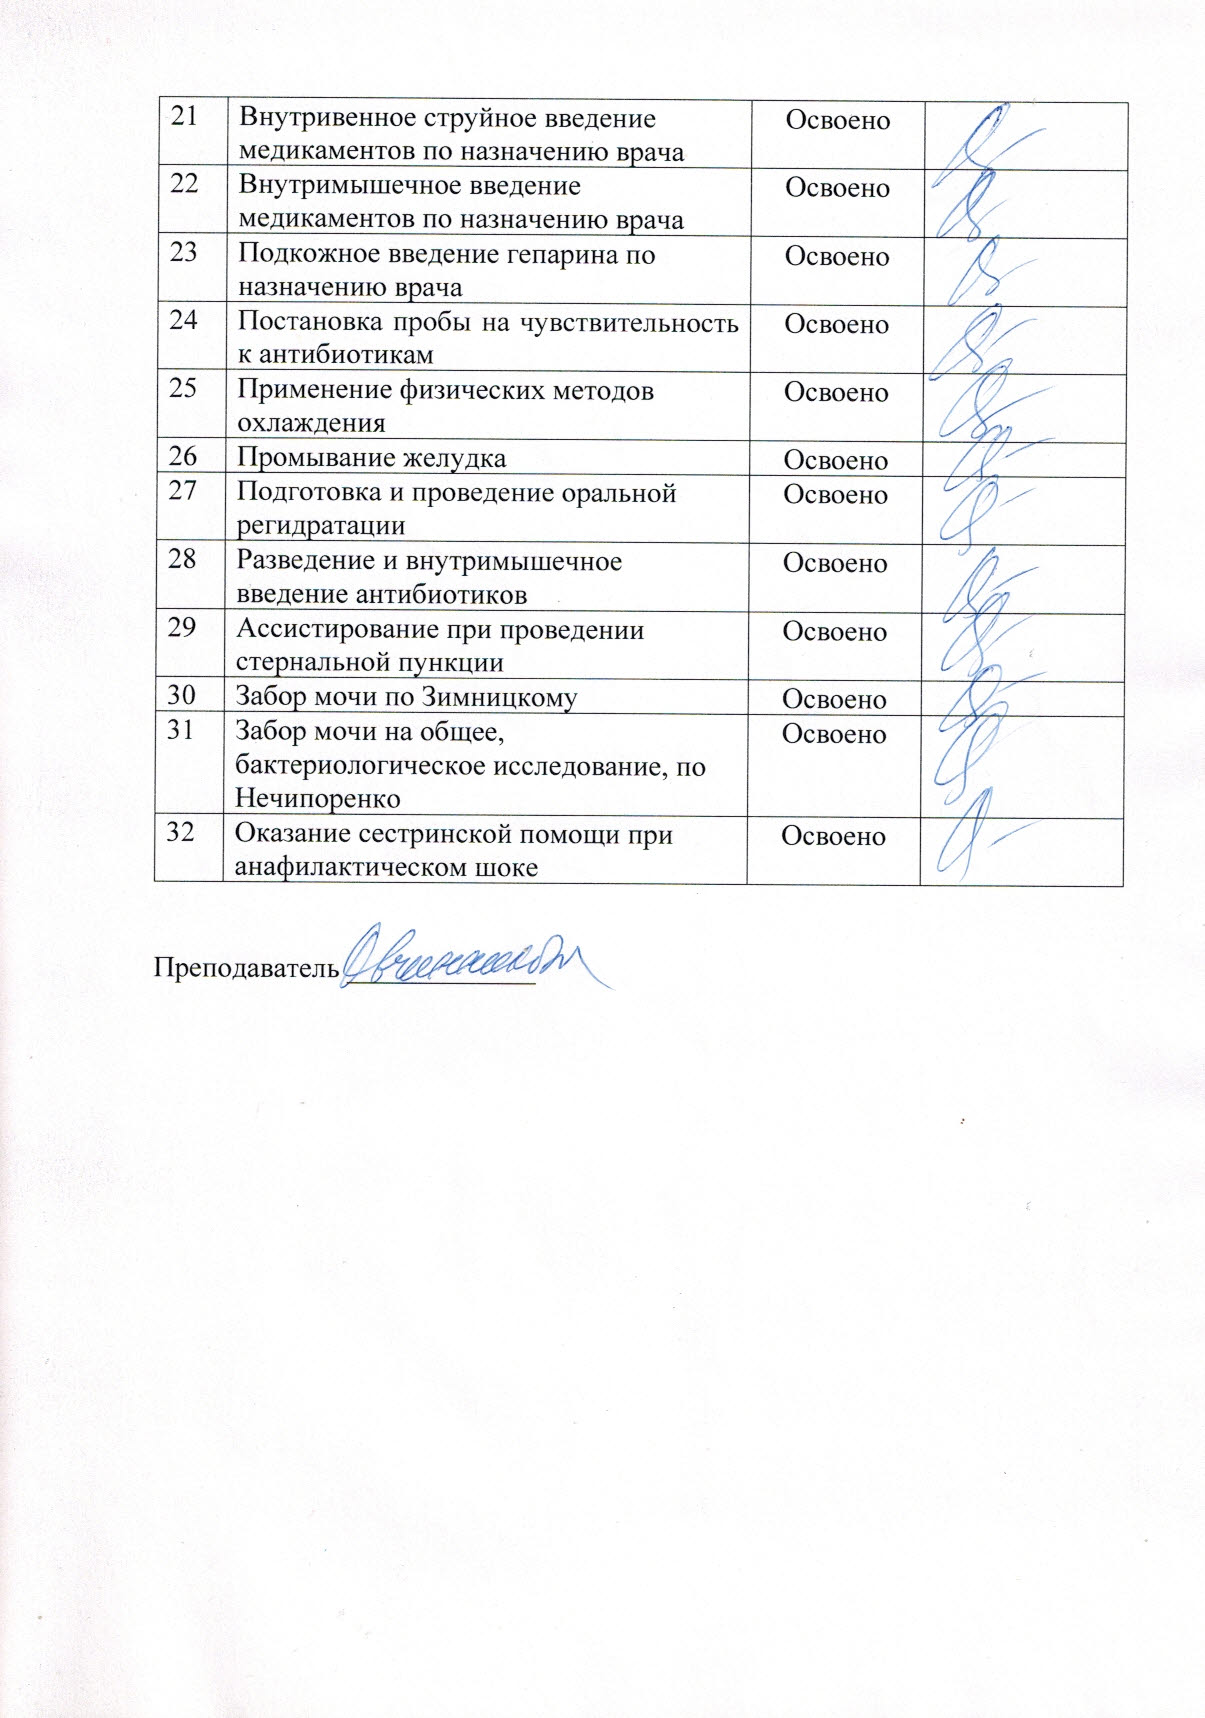 21 Внутривенное струйное введение Освоено
медикаментов по назначению врача
22 Внутримышечное введение Освоено
медикаментов по назначению врача
23 Подкожное введение гепарина по Освоено
назначению врача
24 Постановка пробы на чувствительность Освоено
к антибиотикам
25 Применение физических методов Освоено
охлаждения
26 Промывание желудка Освоено
27 Подготовка и проведение оральной Освоено
регидратации
28 Разведение и внутримышечное Освоено
введение антибиотиков
29 Ассистирование при проведении Освоено
стернальной пункции
30 Забор мочи по Зимницкому Освоено
31 Забор мочи на общее, Освоено
бактериологическое исследование, по
Нечипоренко
32 Оказание сестринской помощи при Освоено
анафилактическом шоке
Преподаватель